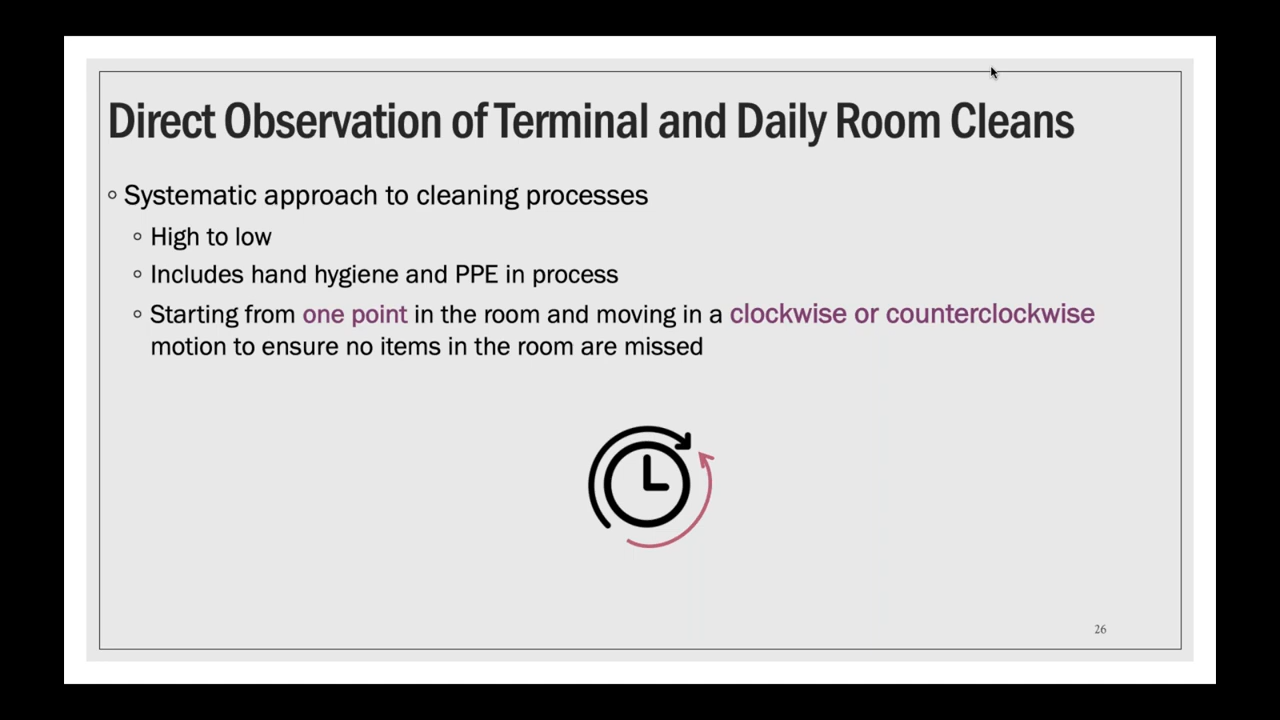 Direct Observation of Terminal and Daily Room Cleans
◦ Systematic approach to cleaning processes
◦ High to low
◦ Includes hand hygiene and PPE in process
◦ Starting from one point in the room and moving in a clockwise or counterclockwise
motion to ensure no items in the room are missed
26